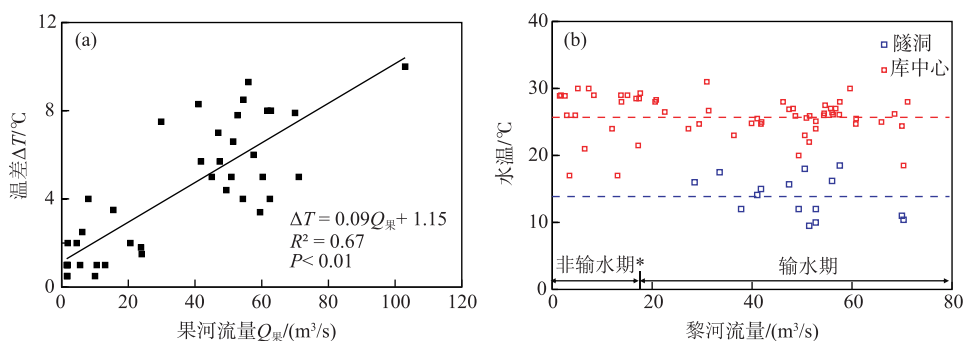 (a)
12
8
4
0
温差ΔT/℃
ΔT = 0.09Q果+ 1.15
R² = 0.67
P< 0.01
0 20 40 60 80 100 120
果河流量Q果/(m³/s)
(b)
40
30
20
10
0
水温/℃
隧洞
库中心
非输水期*
输水期
0 20 40 60 80
黎河流量/(m³/s)